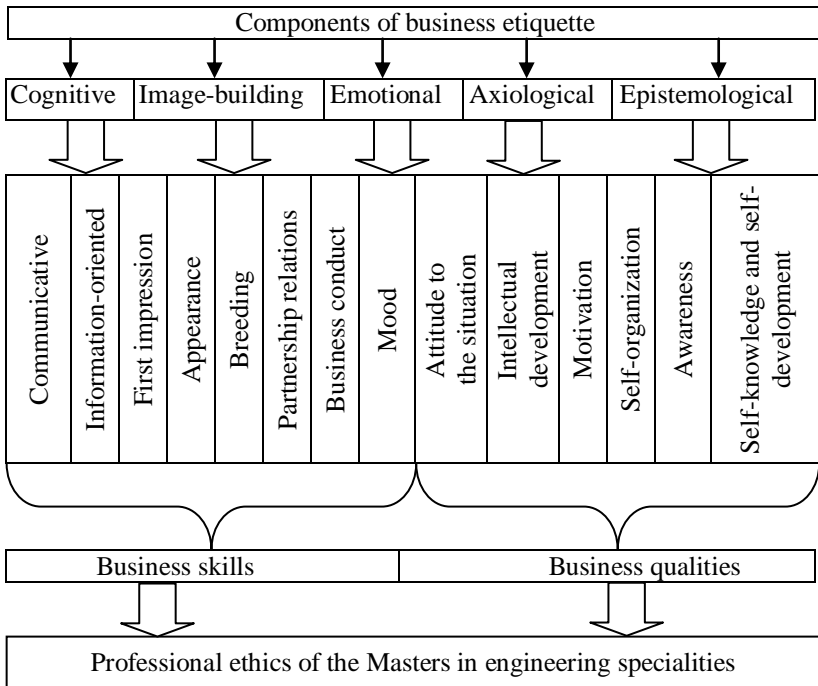 Components of business etiquette
Cognitive
Image-building
Emotional
Axiological
Epistemological
Communicative
Information-oriented
First impression
Appearance
Breeding
Partnership relations
Business conduct
Mood
Attitude to
the situation
Intellectual
development
Motivation
Self-organization
Awareness
Self-knowledge and self-
development
Business skills
Business qualities
Professional ethics of the Masters in engineering specialities